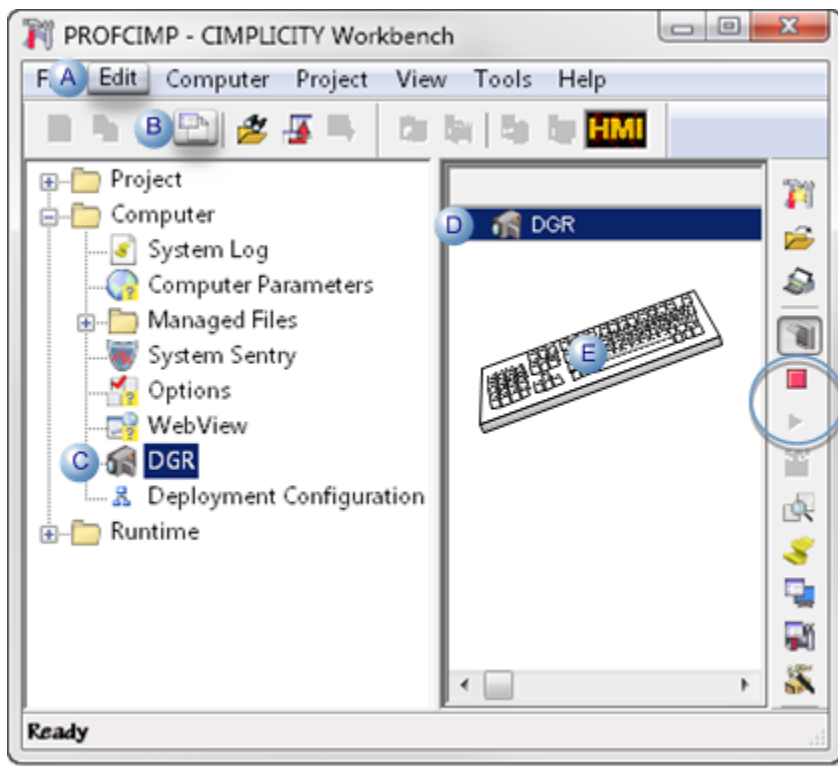 PROFCIMP - CIMPLICITY Workbench
F A Edit Computer Project View Tools Help
B HMI
Project
Computer
System Log
Computer Parameters
Managed Files
System Sentry
Options
WebView
C DGR
Deployment Configuration
Runtime
D DGR
E
Ready